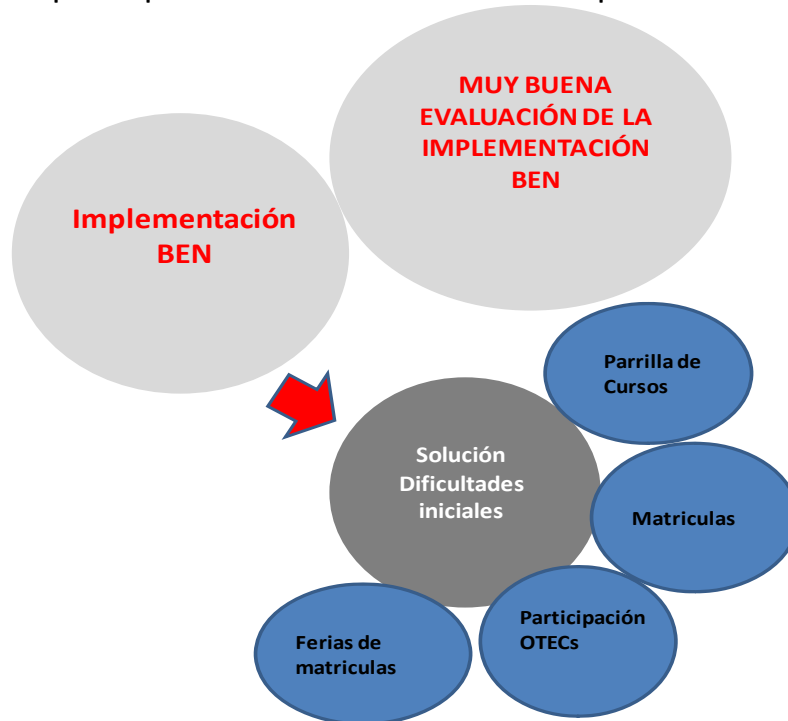 MUY BUENA
EVALUACIÓN DE LA
IMPLEMENTACIÓN
BEN
Implementación
BEN
Parrilla de
Cursos
Solución
Dificultades
iniciales
Matriculas
Participación
OTECs
Ferias de
matriculas